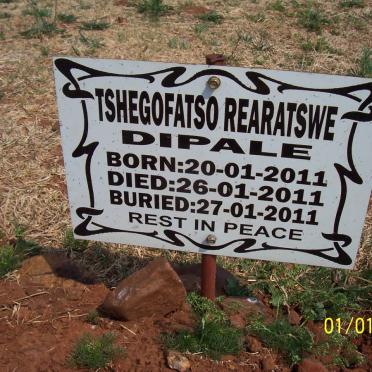 TSHEGOFATSO REARATSWE
DIPALE
BORN:20-01-2011
DIED:26-01-2011
BURIED:27-01-2011
REST IN PEACE
01/01